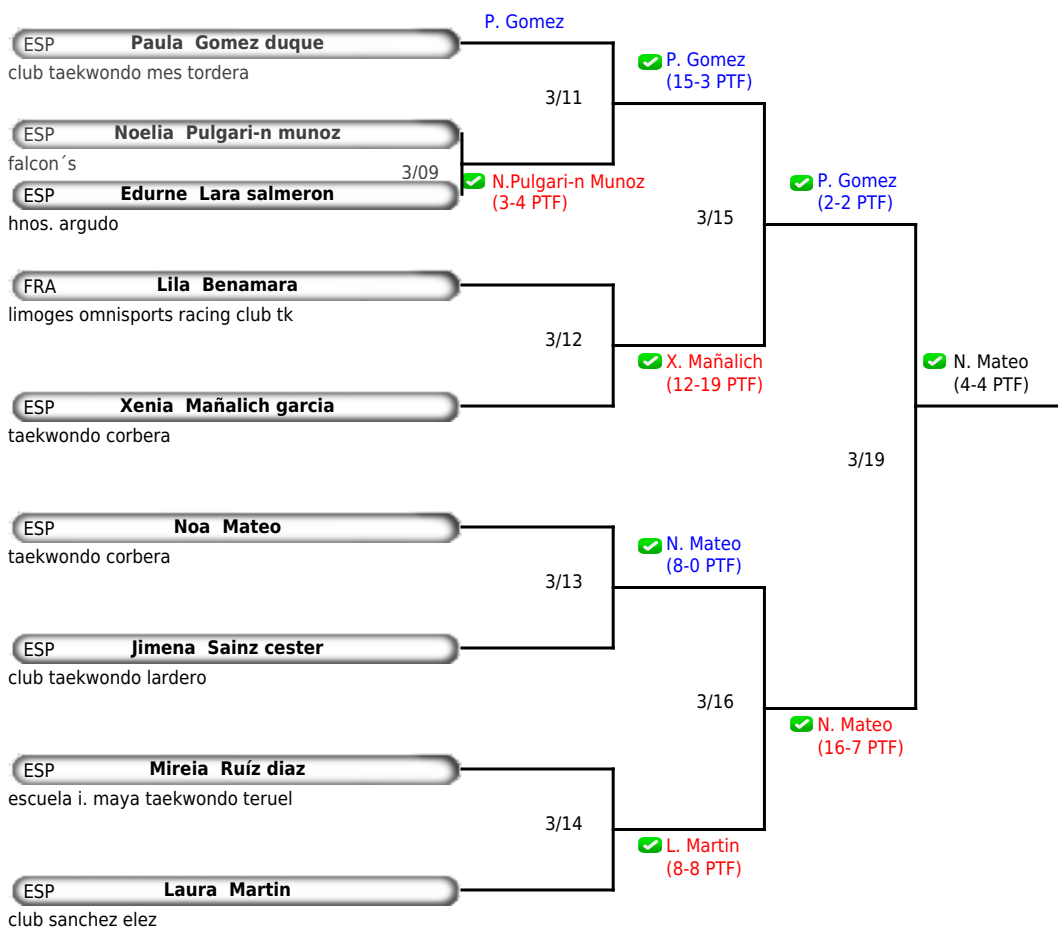 P. Gomez
ESP Paula Gomez duque
club taekwondo mes tordera
P. Gomez
(15-3 PTF)
3/11
ESP Noelia Pulgari-n munoz
falcon´s
3/09
N.Pulgari-n Munoz
(3-4 PTF)
ESP Edurne Lara salmeron
hnos. argudo
P. Gomez
(2-2 PTF)
3/15
FRA Lila Benamara
limoges omnisports racing club tk
3/12
X. Mañalich
(12-19 PTF)
N. Mateo
(4-4 PTF)
ESP Xenia Mañalich garcia
taekwondo corbera
3/19
ESP Noa Mateo
taekwondo corbera
N. Mateo
(8-0 PTF)
3/13
ESP Jimena Sainz cester
club taekwondo lardero
3/16
N. Mateo
(16-7 PTF)
ESP Mireia Ruíz diaz
escuela i. maya taekwondo teruel
3/14
L. Martin
(8-8 PTF)
ESP Laura Martin
club sanchez elez